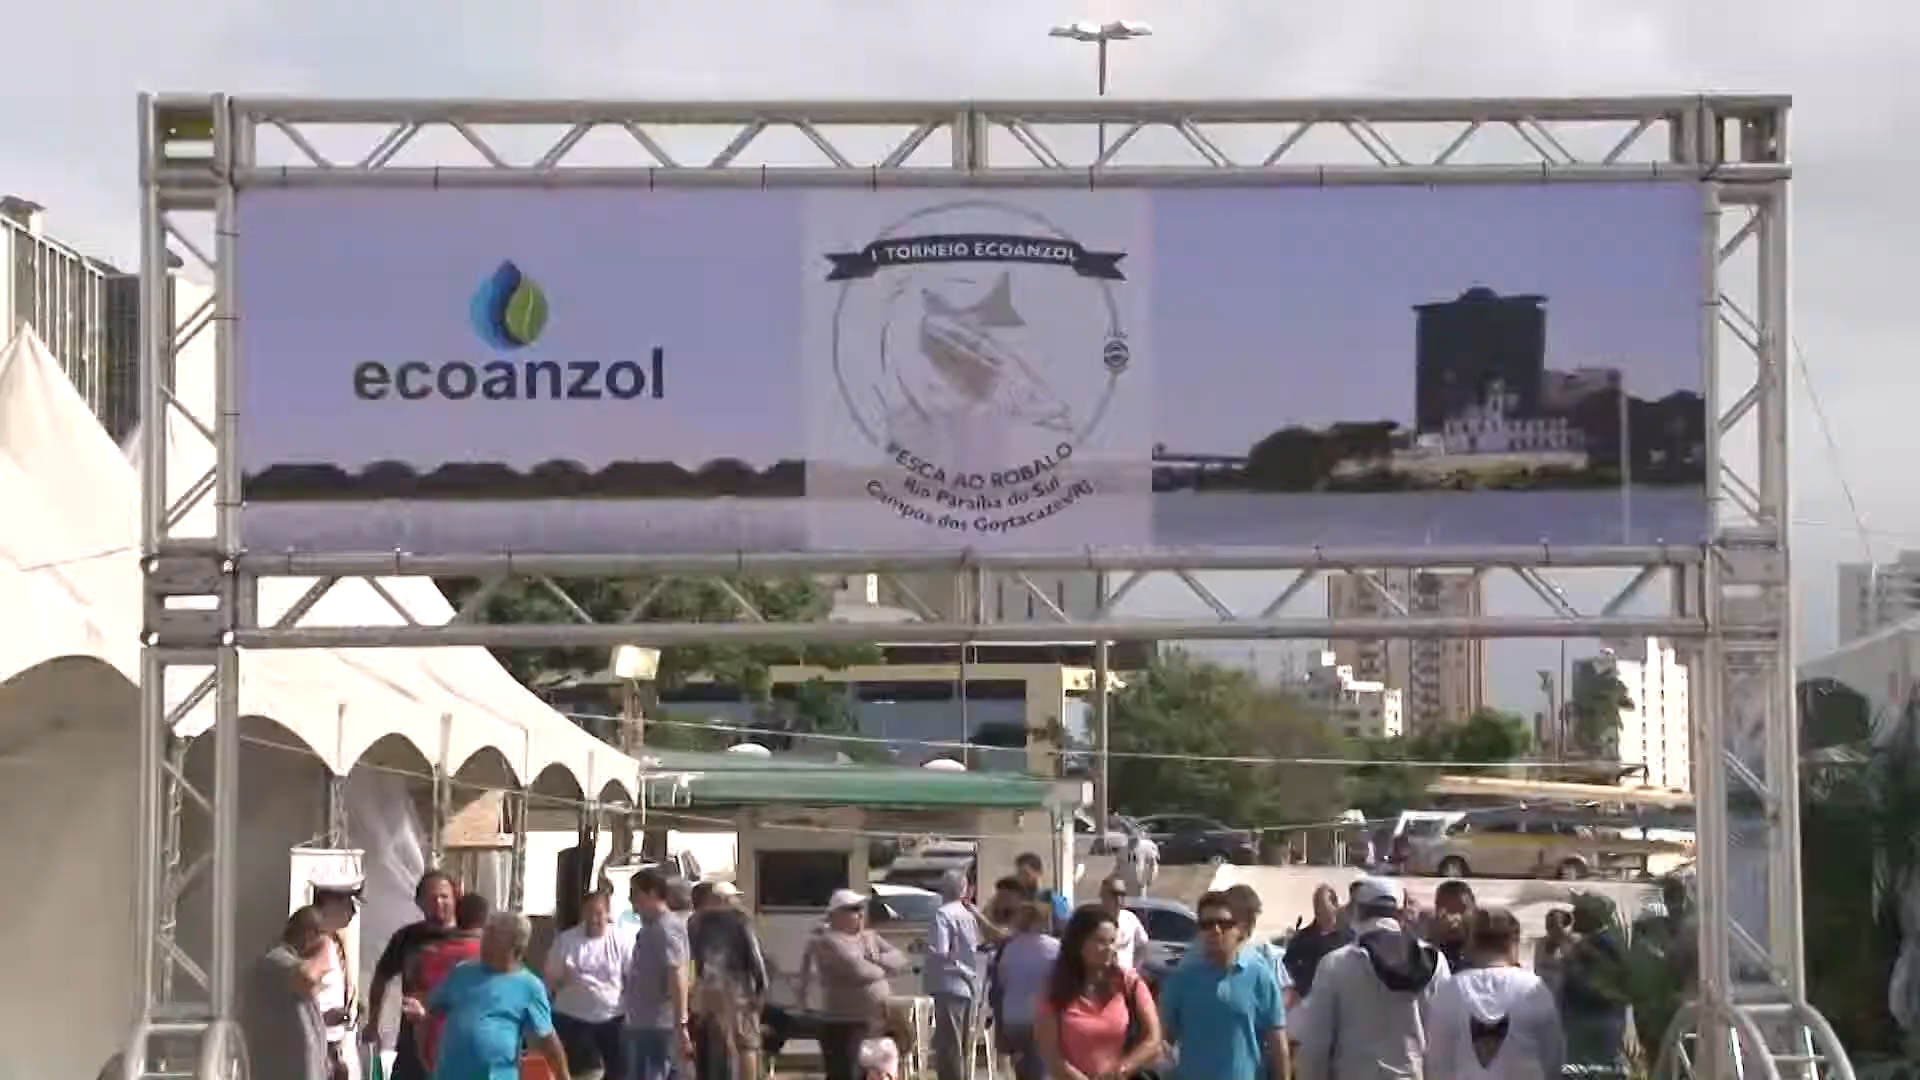 ecoanzol
I TORNEIO ECOANZOL
PESCA AO ROBALO
Rio Paraíba do Sul
Campos dos Goytacazes/RJ